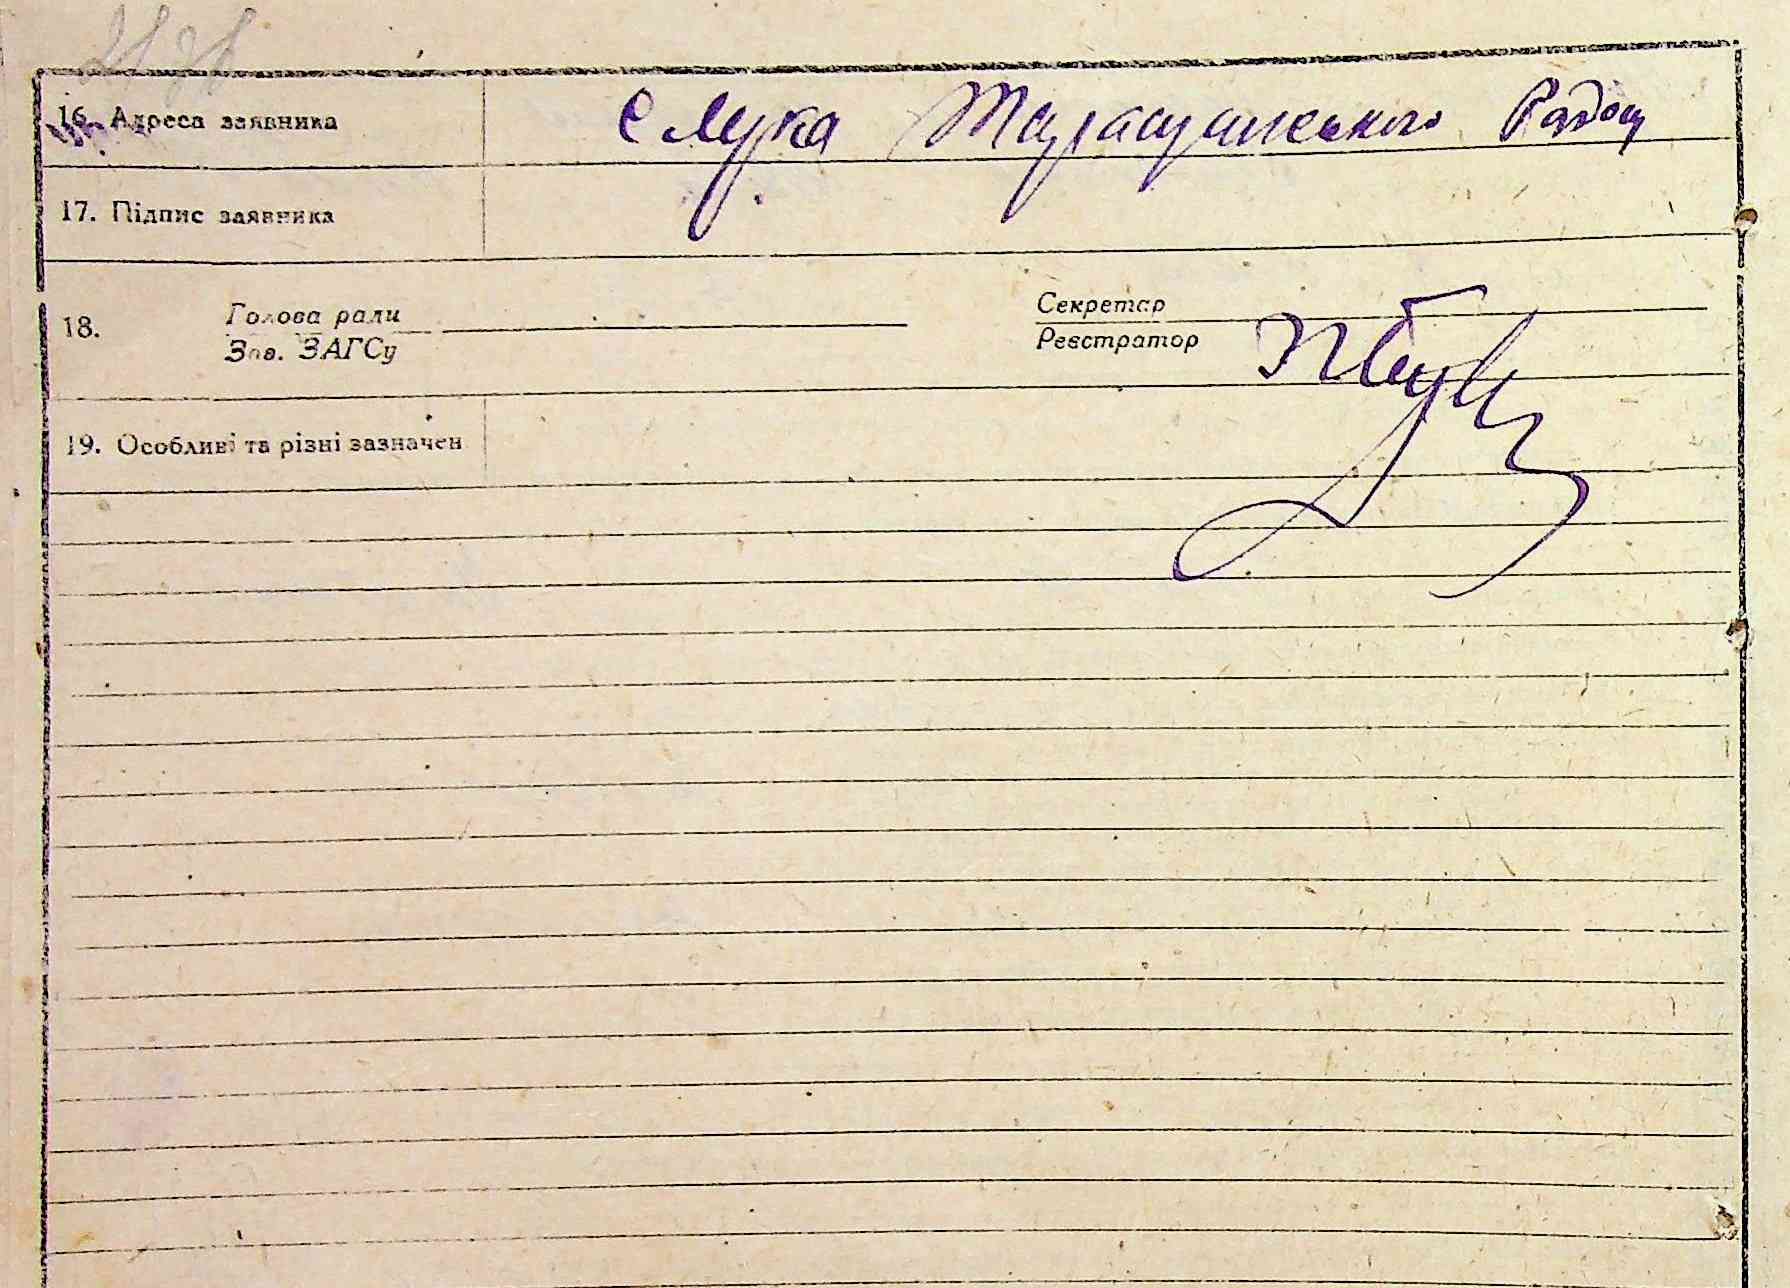 16. Адреса заявника с Лука Таращанського Району
17. Підпис заявника
18. Голова ради Секретар
Зав. ЗАГСу Реєстратор
19. Особливі та різні зазначен